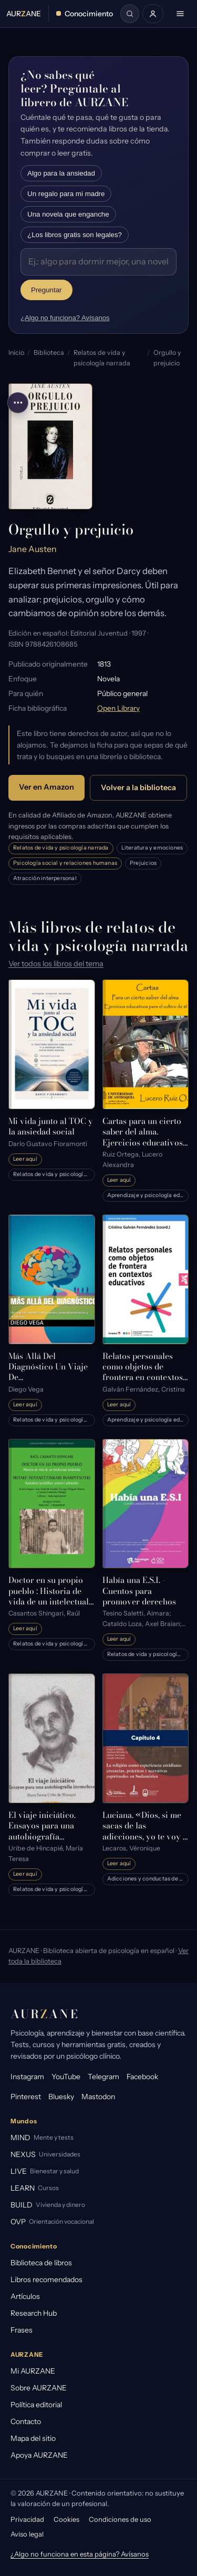 AURZANE
Conocimiento
¿No sabes qué
leer? Pregúntale al
librero de AURZANE
Cuéntale qué te pasa, qué te gusta o para
quién es, y te recomienda libros de la tienda.
También responde dudas sobre cómo
comprar o leer gratis.
Algo para la ansiedad
Un regalo para mi madre
Una novela que enganche
¿Los libros gratis son legales?
Ej.: algo para dormir mejor, una novel
Preguntar
¿Algo no funciona? Avísanos
Inicio / Biblioteca / Relatos de vida y psicología narrada / Orgullo y prejuicio
JANE AUSTEN
ORGULLO
Y PREJUICIO
Orgullo y prejuicio
Jane Austen
Elizabeth Bennet y el señor Darcy deben
superar sus primeras impresiones. Útil para
analizar: prejuicios, orgullo y cómo
cambiamos de opinión sobre los demás.
Edición en español: Editorial Juventud · 1997 ·
ISBN 9788426108685
Publicado originalmente 1813
Enfoque Novela
Para quién Público general
Ficha bibliográfica Open Library
Este libro tiene derechos de autor, así que no lo
alojamos. Te dejamos la ficha para que sepas de qué
trata y lo busques en una librería o biblioteca.
Ver en Amazon
Volver a la biblioteca
En calidad de Afiliado de Amazon, AURZANE obtiene
ingresos por las compras adscritas que cumplen los
requisitos aplicables.
Relatos de vida y psicología narrada
Literatura y emociones
Psicología social y relaciones humanas
Prejuicios
Atracción interpersonal
Más libros de relatos de
vida y psicología narrada
Ver todos los libros del tema
Mi vida
junto al
TOC
y la ansiedad social
Mi vida junto al TOC y
la ansiedad social
Darío Gustavo Fioramonti
Leer aquí
Relatos de vida y psicologí...
Cartas
Para un cierto saber del alma
Lucero Ruiz O
Cartas para un cierto
saber del alma.
Ejercicios educativos...
Ruiz Ortega, Lucero
Alexandra
Leer aquí
Aprendizaje y psicología ed...
MÁS ALLÁ DEL
DIAGNÓSTICO
DIEGO VEGA
Más Allá Del
Diagnóstico Un Viaje
De...
Diego Vega
Leer aquí
Relatos de vida y psicologí...
Cristina Galván Fernández (coord.)
Relatos personales
como objetos
de frontera
en contextos
educativos
Relatos personales
como objetos de
frontera en contextos...
Galván Fernández, Cristina
Leer aquí
Aprendizaje y psicología ed...
DOCTOR EN SU PROPIO PUEBLO
Doctor en su propio
pueblo : Historia de
vida de un intelectual...
Casantos Shingari, Raúl
Leer aquí
Relatos de vida y psicologí...
Había una E.S.I
Había una E.S.I. –
Cuentos para
promover derechos
Tesino Saletti, Aimara;
Cataldo Loza, Axel Braian;...
Leer aquí
Relatos de vida y psicologí...
El viaje iniciático
El viaje iniciático.
Ensayos para una
autobiografía...
Uribe de Hincapié, María
Teresa
Leer aquí
Relatos de vida y psicologí...
Capítulo 4
Luciana. «Dios, si me
sacas de las
adicciones, yo te voy ...
Lecaros, Véronique
Leer aquí
Adicciones y conductas de ...
AURZANE · Biblioteca abierta de psicología en español · Ver
toda la biblioteca
AURZANE
Psicología, aprendizaje y bienestar con base científica.
Tests, cursos y herramientas gratis, creados y
revisados por un psicólogo clínico.
Instagram YouTube Telegram Facebook
Pinterest Bluesky Mastodon
Mundos
MIND Mente y tests
NEXUS Universidades
LIVE Bienestar y salud
LEARN Cursos
BUILD Vivienda y dinero
OVP Orientación vocacional
Conocimiento
Biblioteca de libros
Libros recomendados
Artículos
Research Hub
Frases
AURZANE
Mi AURZANE
Sobre AURZANE
Política editorial
Contacto
Mapa del sitio
Apoya AURZANE
© 2026 AURZANE · Contenido orientativo: no sustituye
la valoración de un profesional.
Privacidad Cookies Condiciones de uso
Aviso legal
¿Algo no funciona en esta página? Avísanos